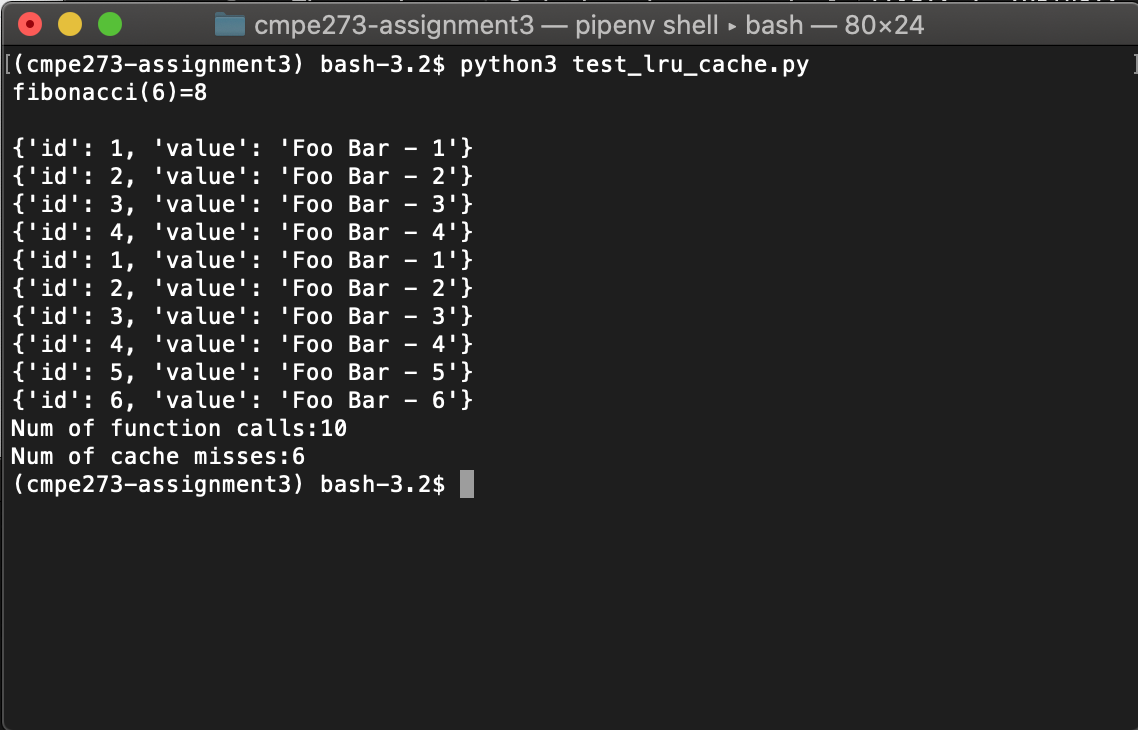 cmpe273-assignment3 — pipenv shell ▸ bash — 80×24
[(cmpe273-assignment3) bash-3.2$ python3 test_lru_cache.py ]
fibonacci(6)=8

{'id': 1, 'value': 'Foo Bar - 1'}
{'id': 2, 'value': 'Foo Bar - 2'}
{'id': 3, 'value': 'Foo Bar - 3'}
{'id': 4, 'value': 'Foo Bar - 4'}
{'id': 1, 'value': 'Foo Bar - 1'}
{'id': 2, 'value': 'Foo Bar - 2'}
{'id': 3, 'value': 'Foo Bar - 3'}
{'id': 4, 'value': 'Foo Bar - 4'}
{'id': 5, 'value': 'Foo Bar - 5'}
{'id': 6, 'value': 'Foo Bar - 6'}
Num of function calls:10
Num of cache misses:6
(cmpe273-assignment3) bash-3.2$